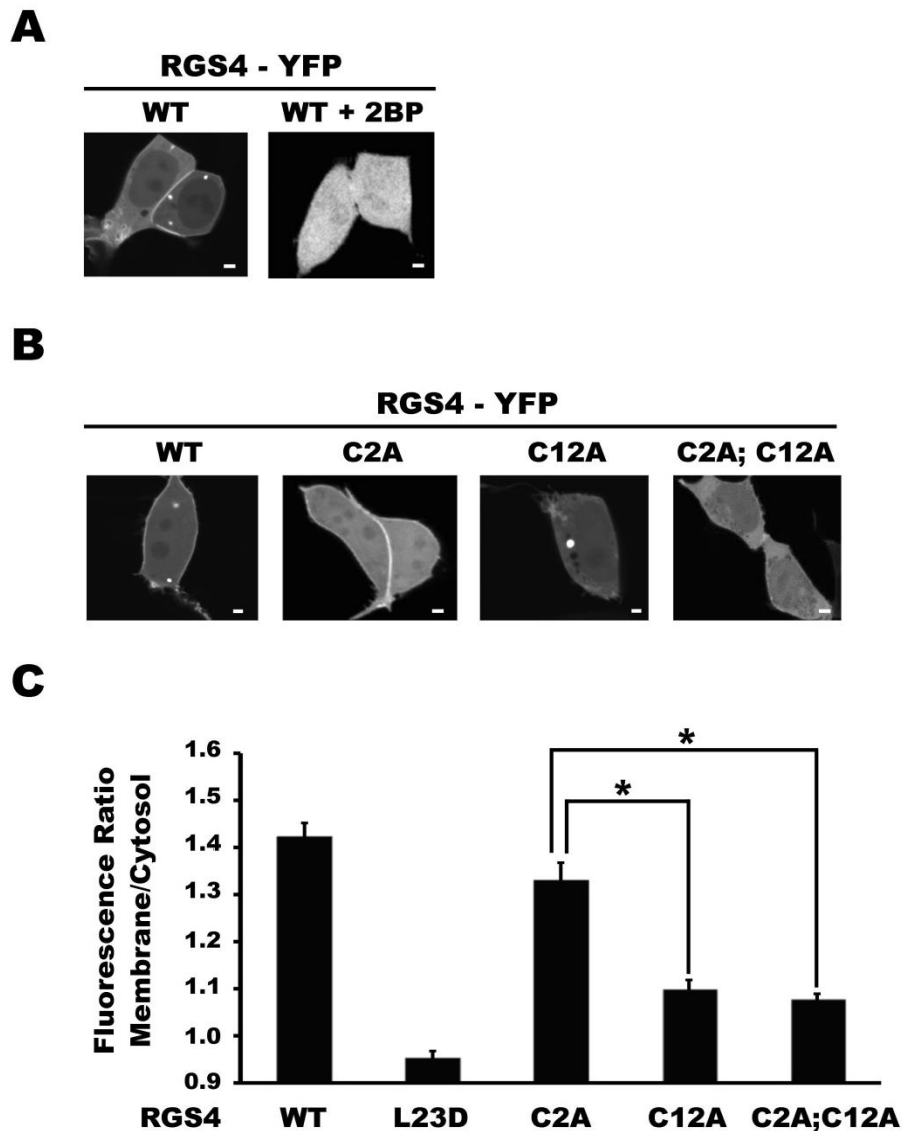 A
RGS4 - YFP
WT
WT + 2BP
B
RGS4 - YFP
WT
C2A
C12A
C2A; C12A
C
Fluorescence Ratio
Membrane/Cytosol
1.6
1.5
1.4
1.3
1.2
1.1
1.0
0.9
*
*
RGS4
WT
L23D
C2A
C12A
C2A;C12A